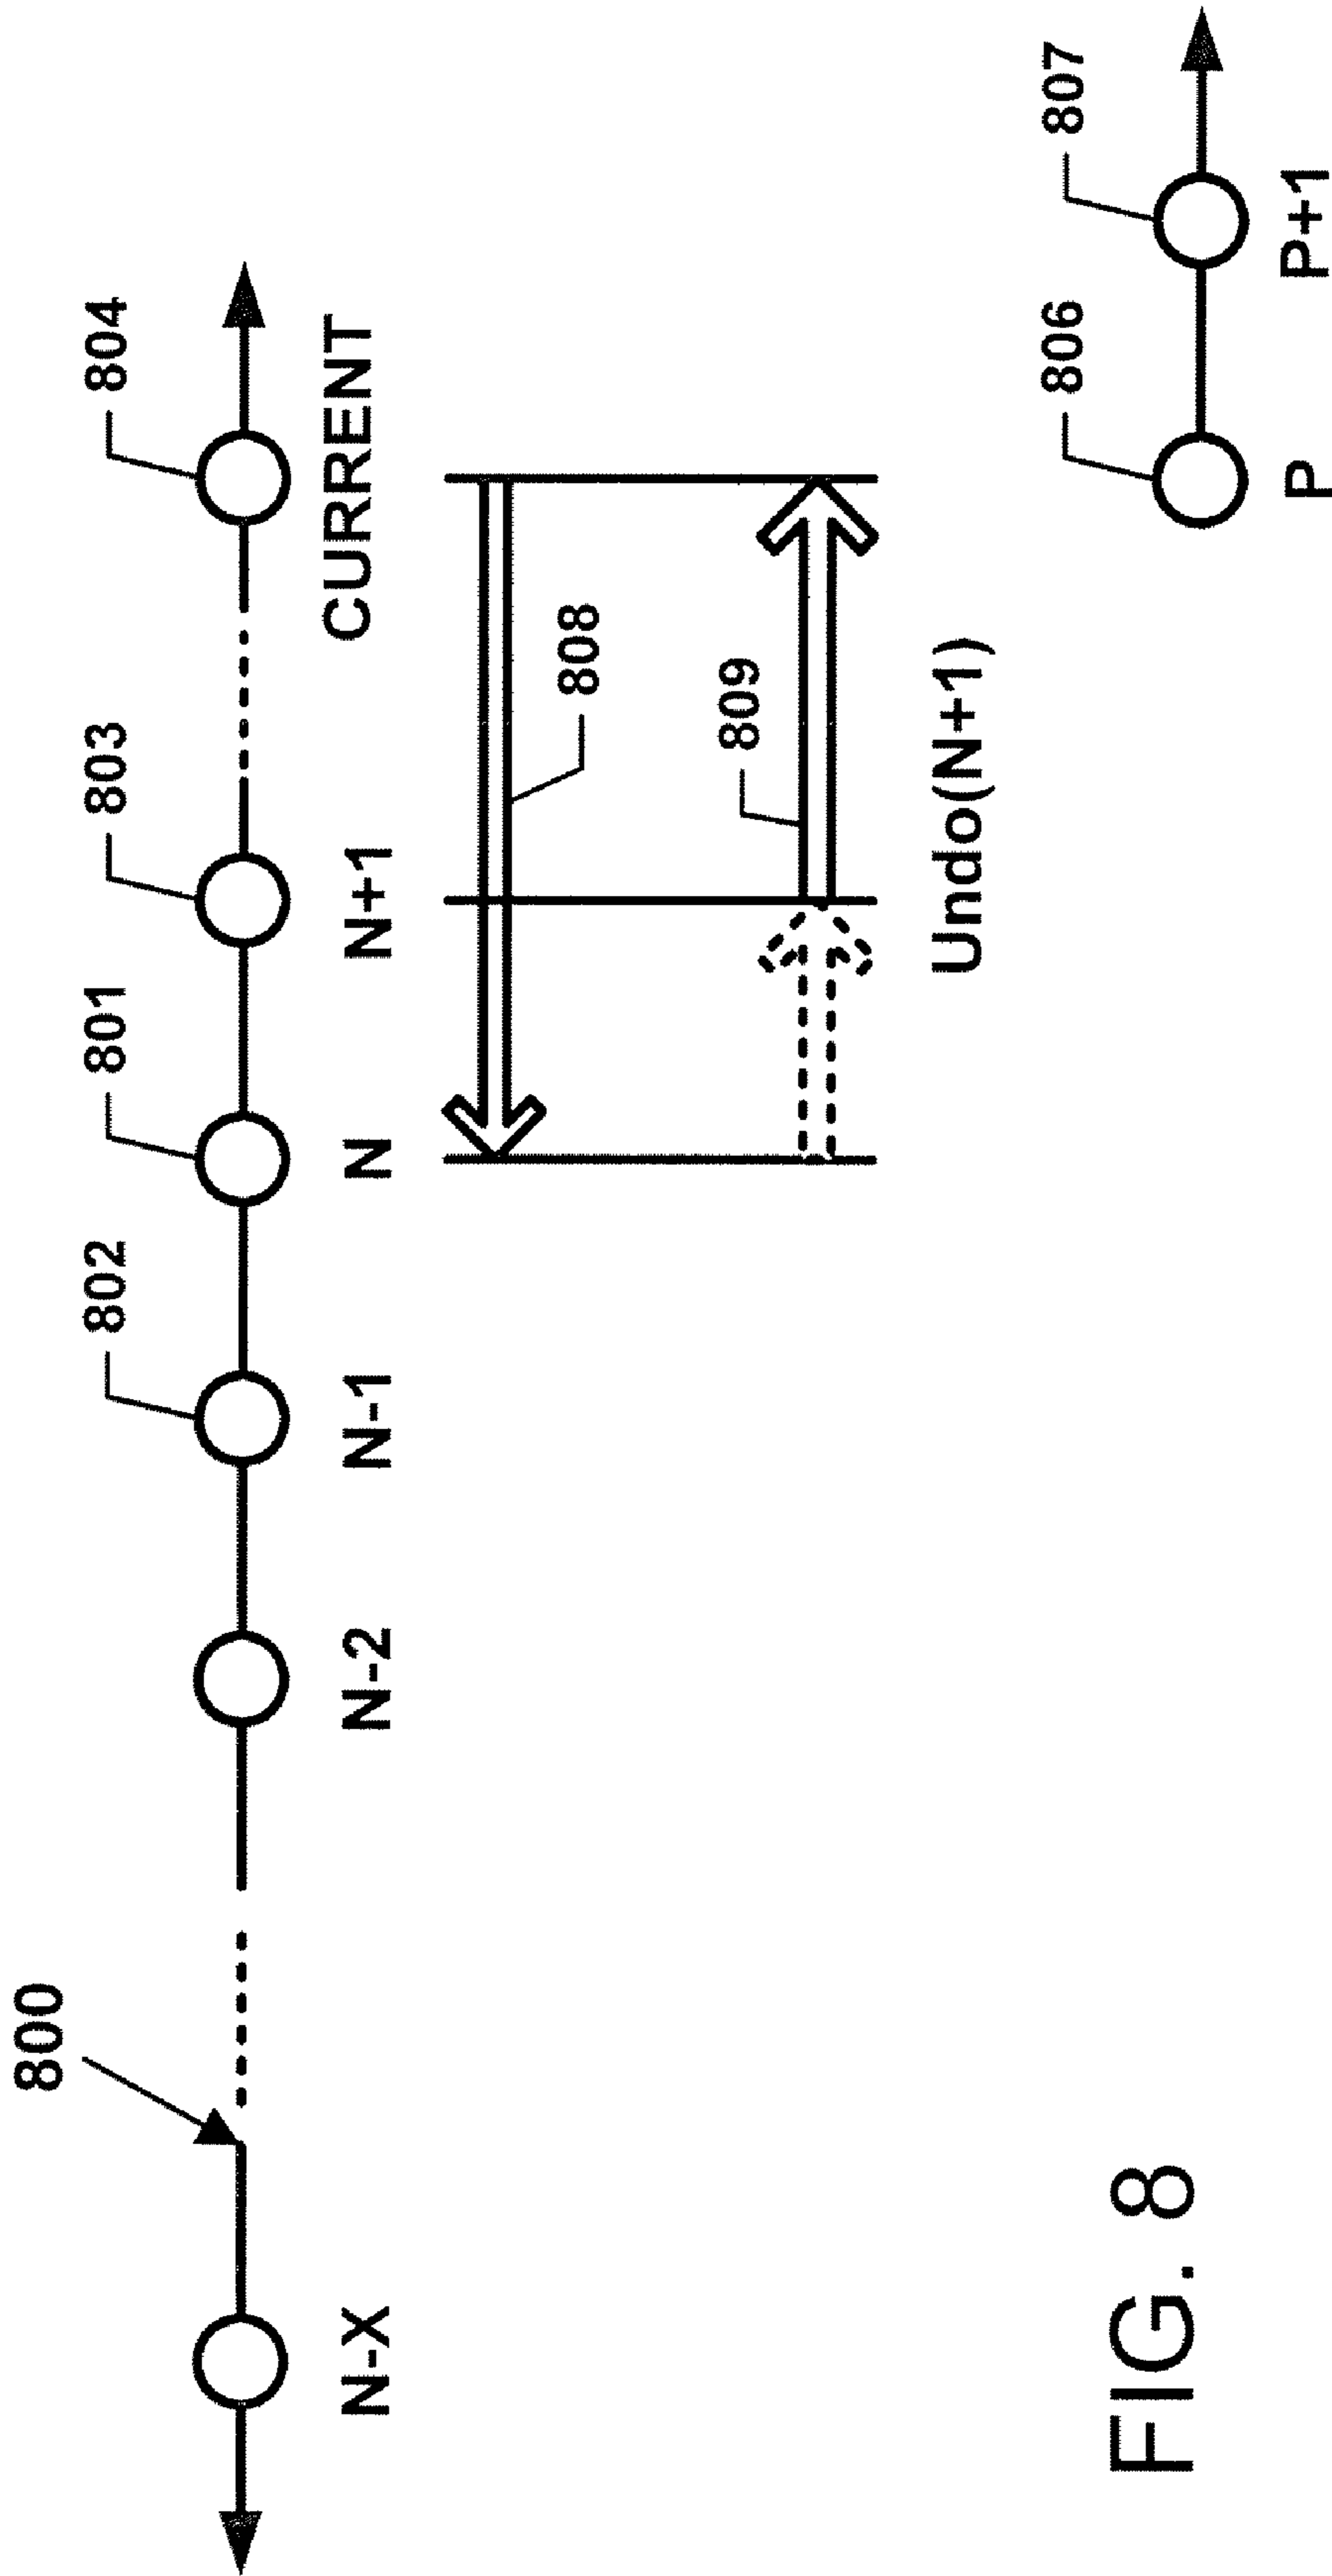 800
802
801
803
804
N-X
N-2
N-1
N
N+1
CURRENT
808
809
Undo(N+1)
806
807
P
P+1
FIG. 8